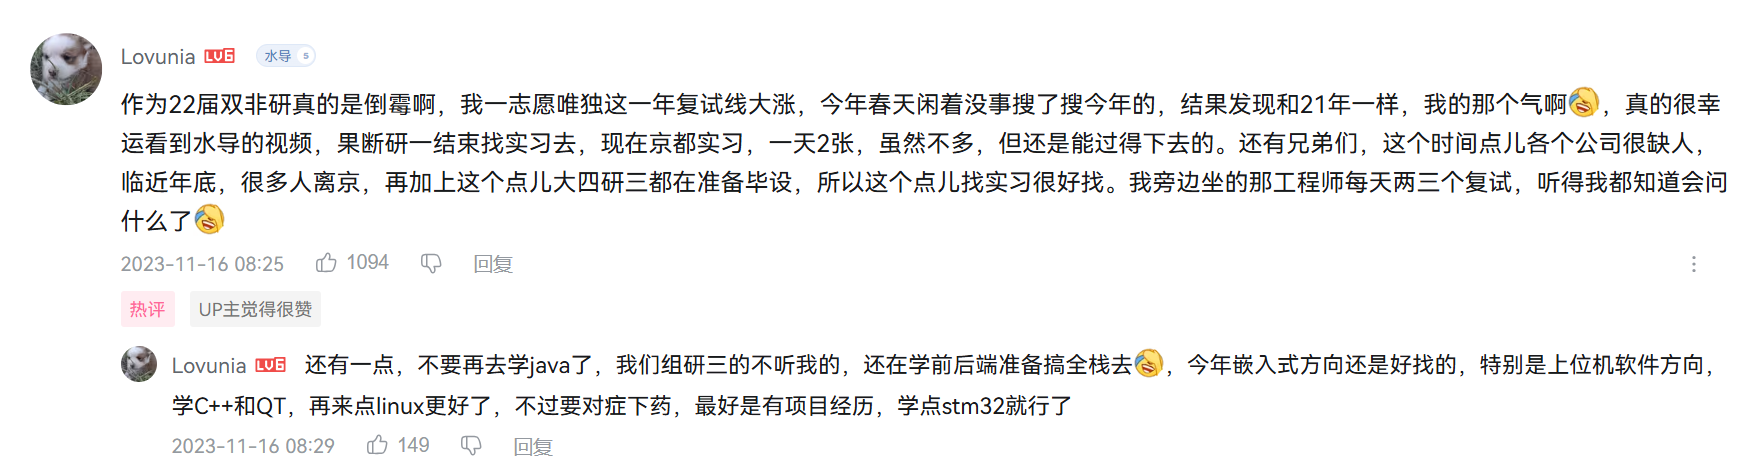 Lovunia LV6 水导 5
作为22届双非研真的是倒霉啊，我一志愿唯独这一年复试线大涨，今年春天闲着没事搜了搜今年的，结果发现和21年一样，我的那个气啊，真的很幸
运看到水导的视频，果断研一结束找实习去，现在京都实习，一天2张，虽然不多，但还是能过得下去的。还有兄弟们，这个时间点儿各个公司很缺人，
临近年底，很多人离京，再加上这个点儿大四研三都在准备毕设，所以这个点儿找实习很好找。我旁边坐的那工程师每天两三个复试，听得我都知道会问
什么了
2023-11-16 08:25 1094 回复
热评 UP主觉得很赞
Lovunia LV6 还有一点，不要再去学java了，我们组研三的不听我的，还在学前后端准备搞全栈去，今年嵌入式方向还是好找的，特别是上位机软件方向，
学C++和QT，再来点linux更好了，不过要对症下药，最好是有项目经历，学点stm32就行了
2023-11-16 08:29 149 回复